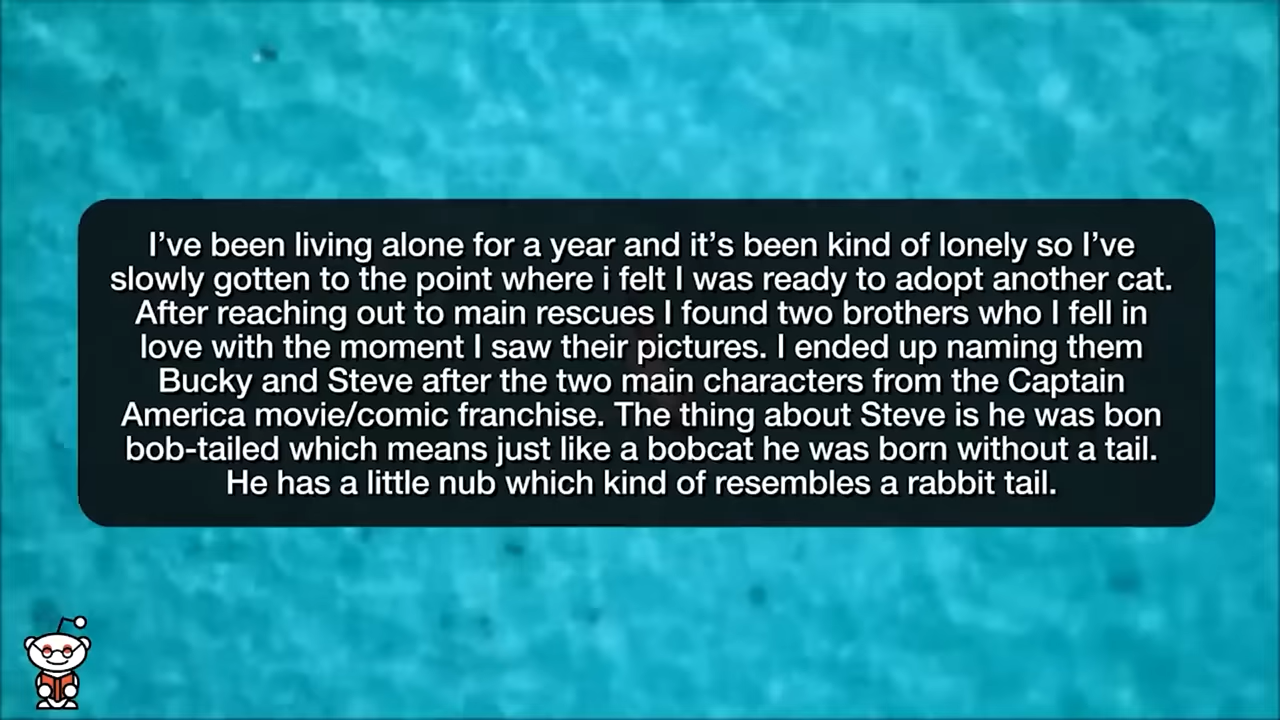 I’ve been living alone for a year and it’s been kind of lonely so I’ve
slowly gotten to the point where i felt I was ready to adopt another cat.
After reaching out to main rescues I found two brothers who I fell in
love with the moment I saw their pictures. I ended up naming them
Bucky and Steve after the two main characters from the Captain
America movie/comic franchise. The thing about Steve is he was bon
bob-tailed which means just like a bobcat he was born without a tail.
He has a little nub which kind of resembles a rabbit tail.